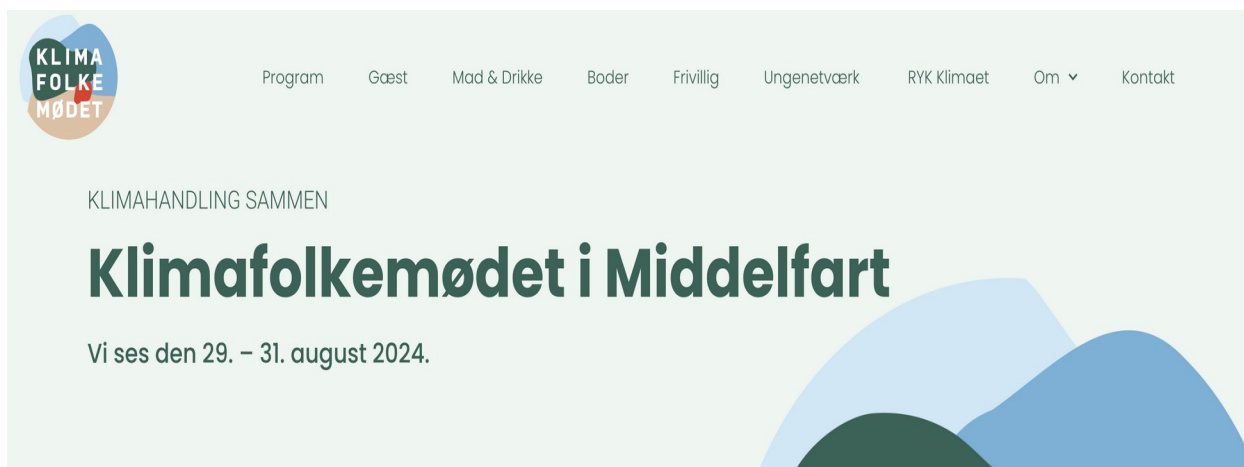 KLIMA
FOLKE
MØDET
Program Gæst Mad & Drikke Boder Frivillig Ungenetværk RYK Klimaet Om Kontakt
KLIMAHANDLING SAMMEN
Klimafolkemødet i Middelfart
Vi ses den 29. – 31. august 2024.